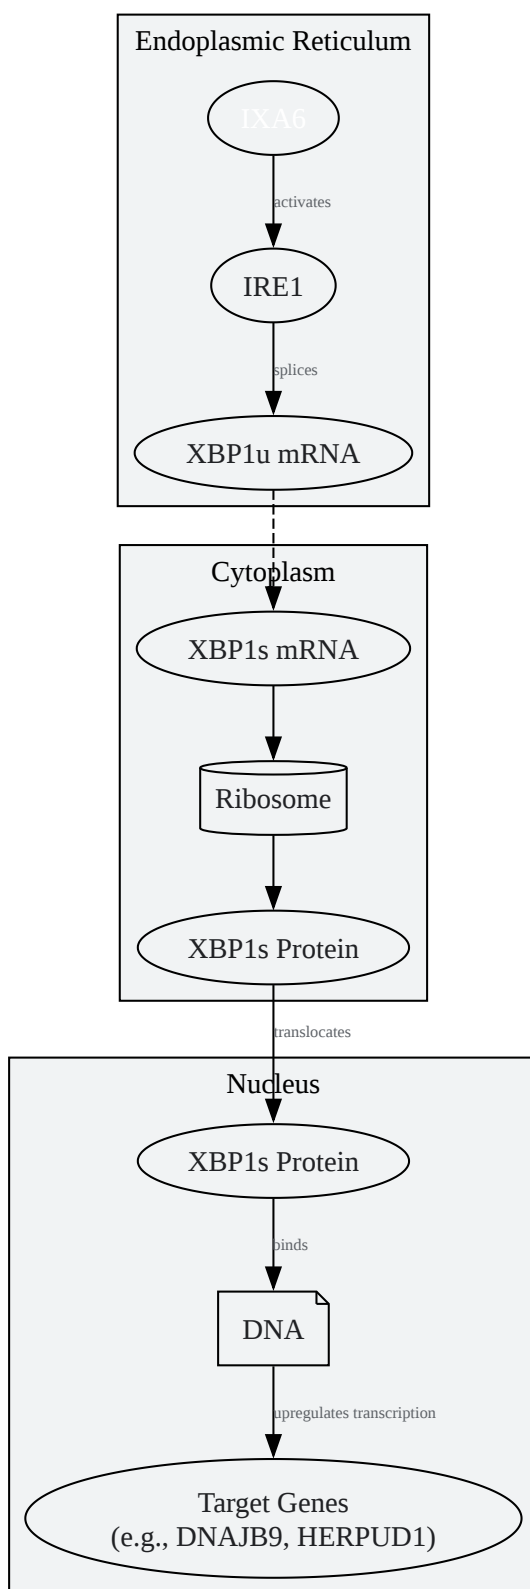 Endoplasmic Reticulum
IXA6
activates
IRE1
splices
XBP1u mRNA
Cytoplasm
XBP1s mRNA
Ribosome
XBP1s Protein
translocates
Nucleus
XBP1s Protein
binds
DNA
upregulates transcription
Target Genes
(e.g., DNAJB9, HERPUD1)